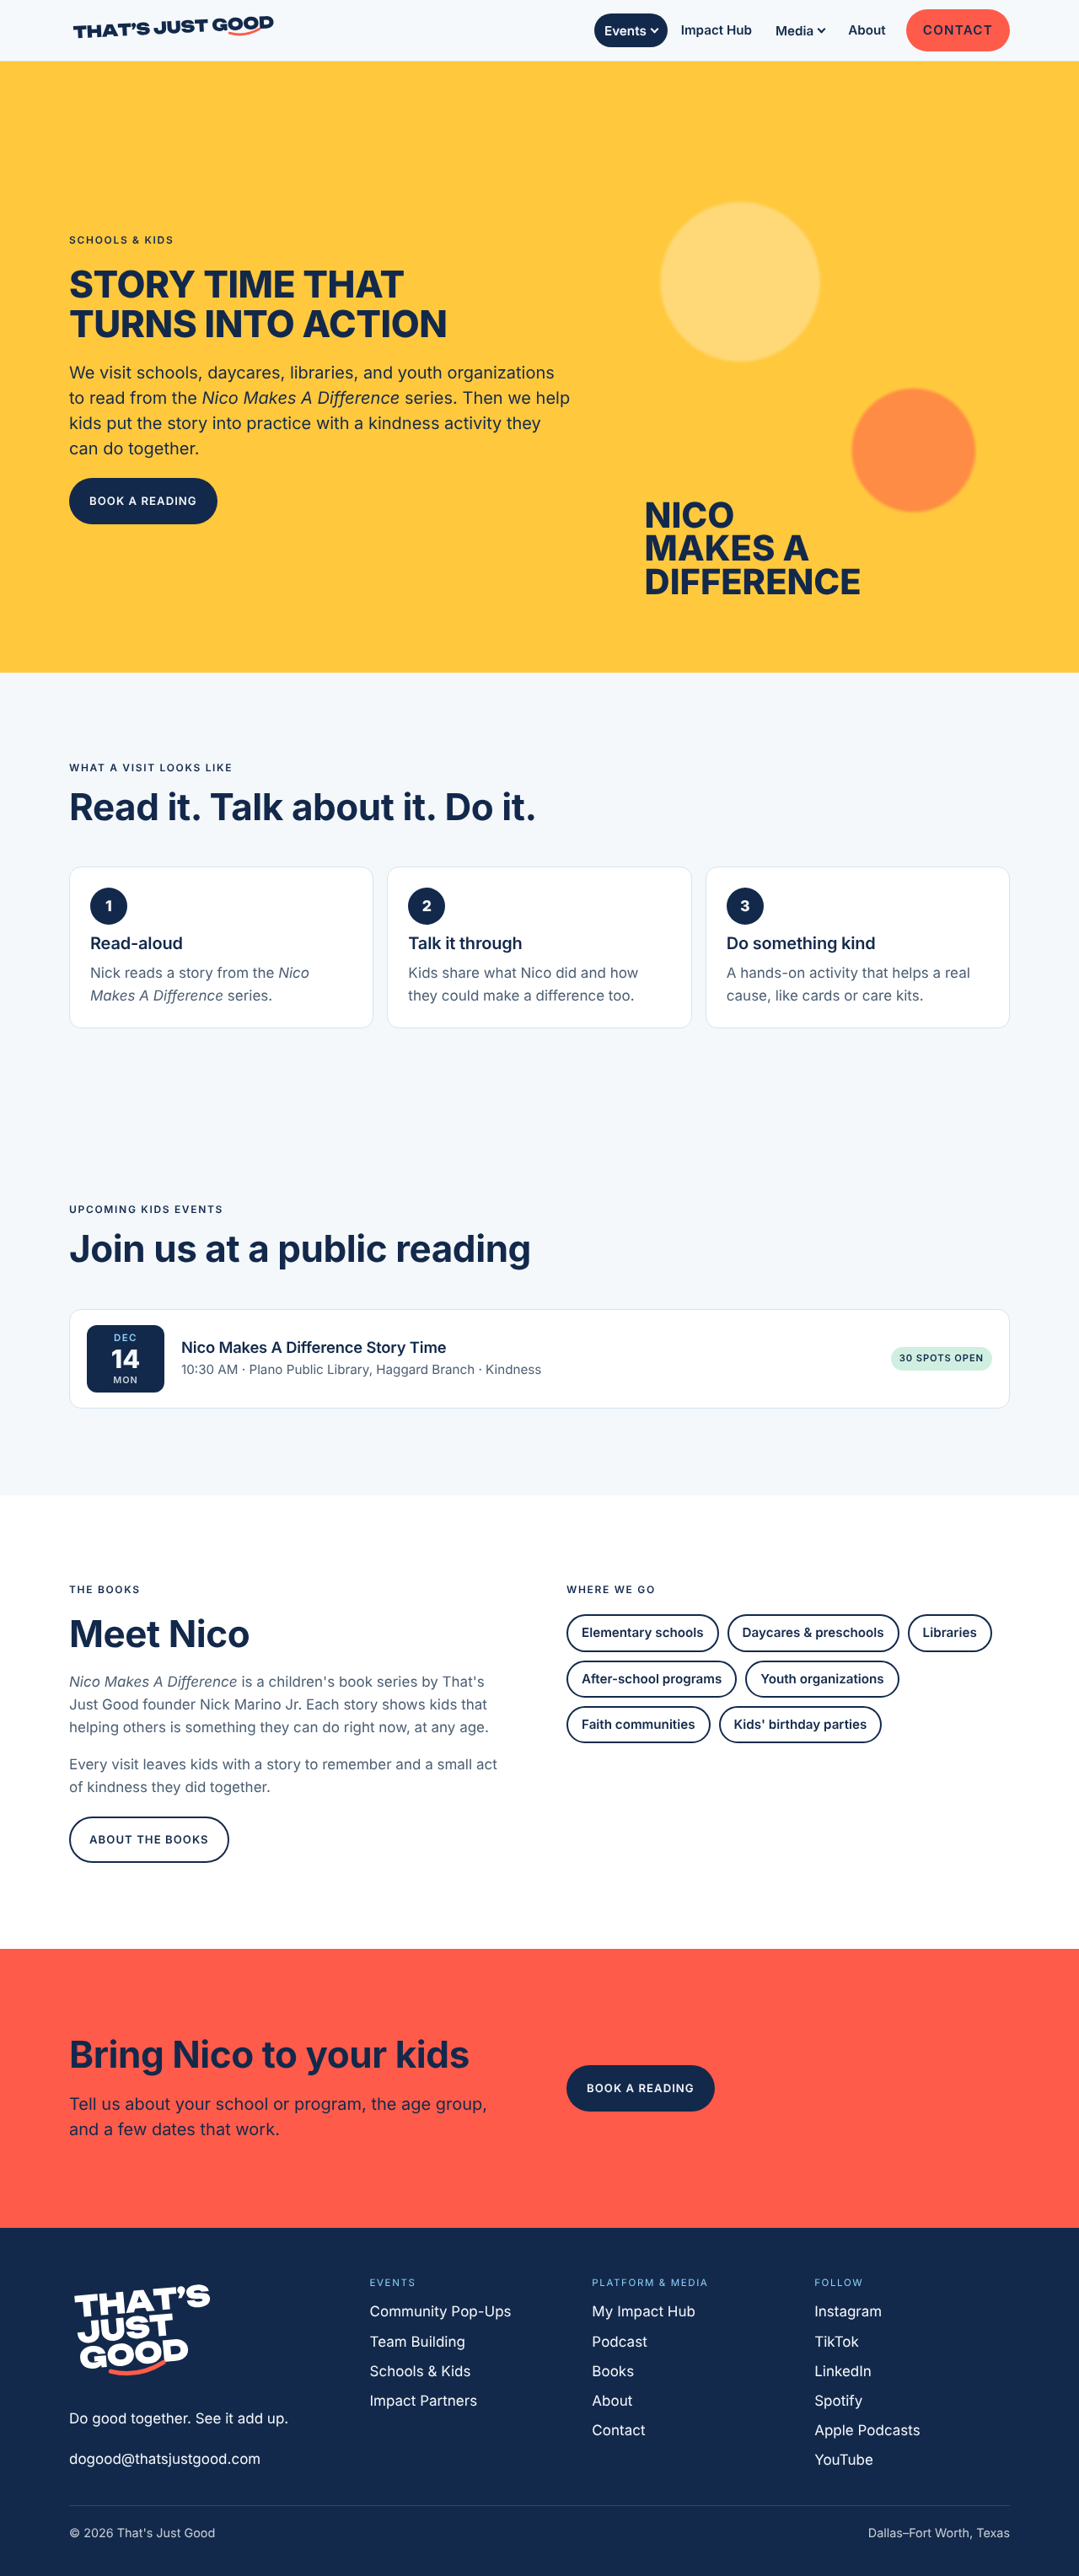 THAT'S JUST GOOD
Events
Impact Hub
Media
About
CONTACT
SCHOOLS & KIDS
STORY TIME THAT
TURNS INTO ACTION
We visit schools, daycares, libraries, and youth organizations
to read from the Nico Makes A Difference series. Then we help
kids put the story into practice with a kindness activity they
can do together.
BOOK A READING
NICO
MAKES A
DIFFERENCE
WHAT A VISIT LOOKS LIKE
Read it. Talk about it. Do it.
1
Read-aloud
Nick reads a story from the Nico
Makes A Difference series.
2
Talk it through
Kids share what Nico did and how
they could make a difference too.
3
Do something kind
A hands-on activity that helps a real
cause, like cards or care kits.
UPCOMING KIDS EVENTS
Join us at a public reading
DEC
14
MON
Nico Makes A Difference Story Time
10:30 AM · Plano Public Library, Haggard Branch · Kindness
30 SPOTS OPEN
THE BOOKS
Meet Nico
Nico Makes A Difference is a children's book series by That's
Just Good founder Nick Marino Jr. Each story shows kids that
helping others is something they can do right now, at any age.
Every visit leaves kids with a story to remember and a small act
of kindness they did together.
ABOUT THE BOOKS
WHERE WE GO
Elementary schools
Daycares & preschools
Libraries
After-school programs
Youth organizations
Faith communities
Kids' birthday parties
Bring Nico to your kids
Tell us about your school or program, the age group,
and a few dates that work.
BOOK A READING
THAT'S
JUST
GOOD
Do good together. See it add up.
dogood@thatsjustgood.com
EVENTS
Community Pop-Ups
Team Building
Schools & Kids
Impact Partners
PLATFORM & MEDIA
My Impact Hub
Podcast
Books
About
Contact
FOLLOW
Instagram
TikTok
LinkedIn
Spotify
Apple Podcasts
YouTube
© 2026 That's Just Good
Dallas–Fort Worth, Texas